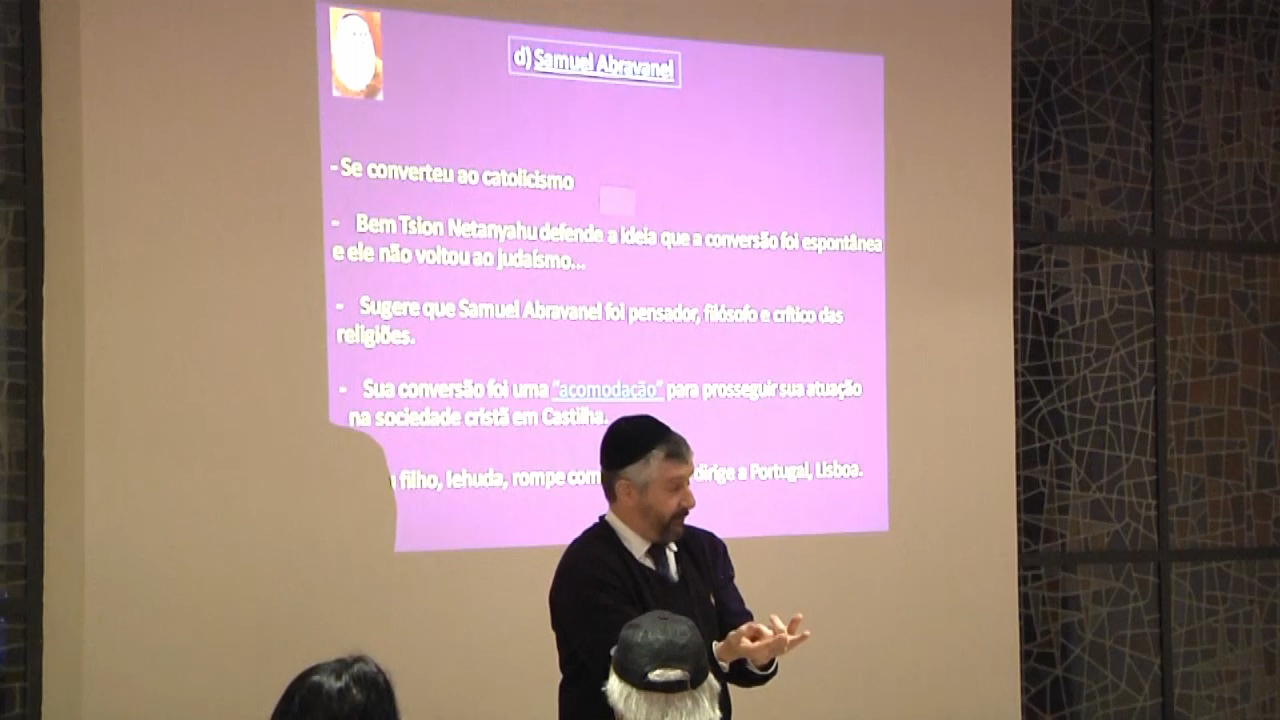 d) Samuel Abravanel
- Se converteu ao catolicismo
- Bem Tsion Netanyahu defende a ideia que a conversão foi espontânea
e ele não voltou ao judaísmo...
- Sugere que Samuel Abravanel foi pensador, filósofo e crítico das
religiões.
- Sua conversão foi uma "acomodação" para prosseguir sua atuação
na sociedade cristã em Castilha.
filho, Iehuda, rompe com dirige a Portugal, Lisboa.